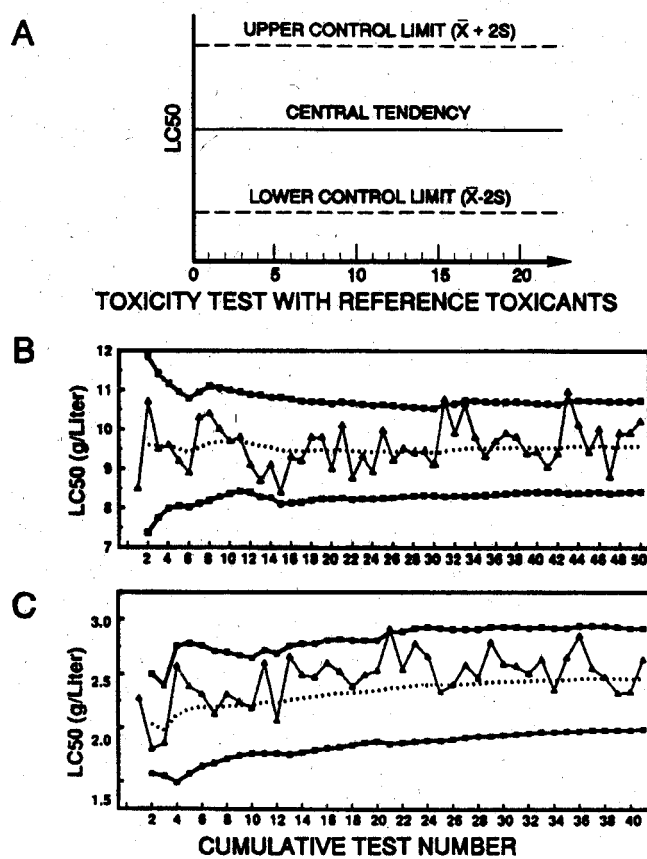 A
UPPER CONTROL LIMIT (X̄ + 2S)
CENTRAL TENDENCY
LOWER CONTROL LIMIT (X̄-2S)
LC50
0 5 10 15 20
TOXICITY TEST WITH REFERENCE TOXICANTS
B
12
11
10
9
8
7
LC50 (g/Liter)
2 4 6 8 10 12 14 16 18 20 22 24 26 28 30 32 34 36 38 40 42 44 46 48 50
C
3.0
2.5
2.0
1.5
LC50 (g/Liter)
2 4 6 8 10 12 14 16 18 20 22 24 26 28 30 32 34 36 38 40
CUMULATIVE TEST NUMBER